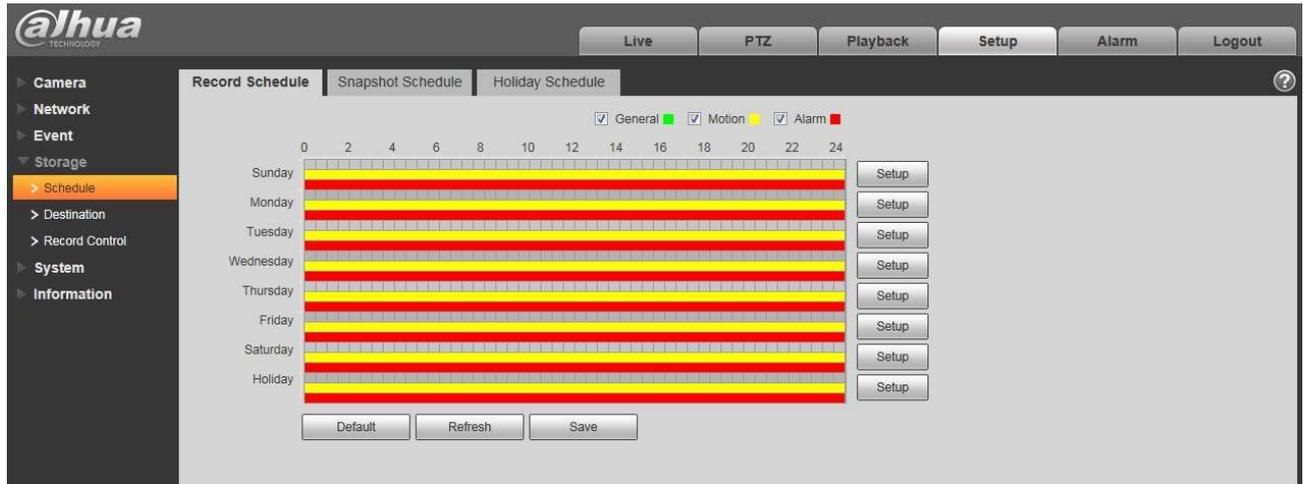 alhua
TECHNOLOGY
Live PTZ Playback Setup Alarm Logout
Camera
Network
Event
Storage
> Schedule
> Destination
> Record Control
System
Information
Record Schedule Snapshot Schedule Holiday Schedule ?
General Motion Alarm
0 2 4 6 8 10 12 14 16 18 20 22 24
Sunday Setup
Monday Setup
Tuesday Setup
Wednesday Setup
Thursday Setup
Friday Setup
Saturday Setup
Holiday Setup
Default Refresh Save